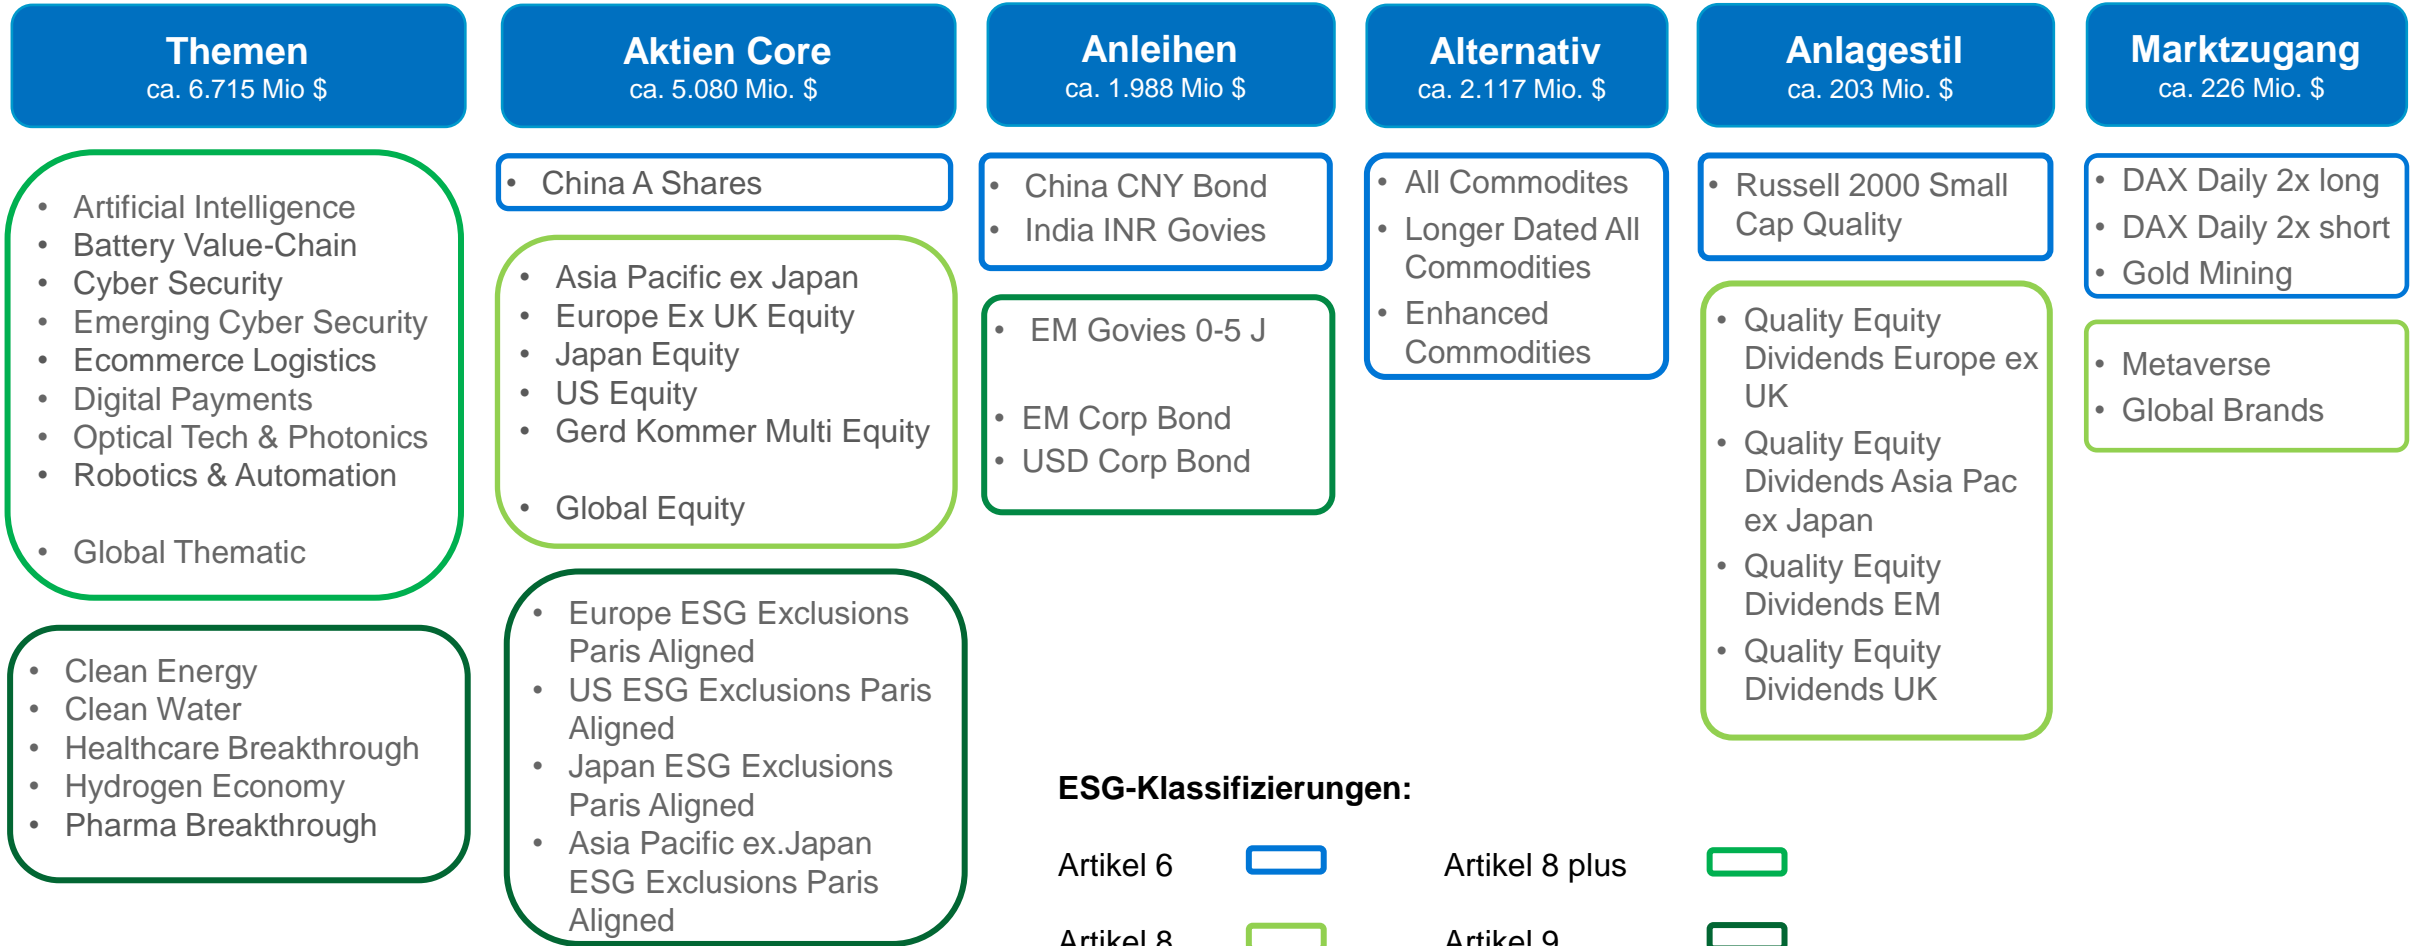 Themen
ca. 6.715 Mio $
• Artificial Intelligence
• Battery Value-Chain
• Cyber Security
• Emerging Cyber Security
• Ecommerce Logistics
• Digital Payments
• Optical Tech & Photonics
• Robotics & Automation
• Global Thematic
• Clean Energy
• Clean Water
• Healthcare Breakthrough
• Hydrogen Economy
• Pharma Breakthrough
Aktien Core
ca. 5.080 Mio. $
• China A Shares
• Asia Pacific ex Japan
• Europe Ex UK Equity
• Japan Equity
• US Equity
• Gerd Kommer Multi Equity
• Global Equity
• Europe ESG Exclusions
Paris Aligned
• US ESG Exclusions Paris
Aligned
• Japan ESG Exclusions
Paris Aligned
• Asia Pacific ex.Japan
ESG Exclusions Paris
Aligned
Anleihen
ca. 1.988 Mio $
• China CNY Bond
• India INR Govies
• EM Govies 0-5 J
• EM Corp Bond
• USD Corp Bond
Alternativ
ca. 2.117 Mio. $
• All Commodites
• Longer Dated All
Commodities
• Enhanced
Commodities
Anlagestil
ca. 203 Mio. $
• Russell 2000 Small
Cap Quality
• Quality Equity
Dividends Europe ex
UK
• Quality Equity
Dividends Asia Pac
ex Japan
• Quality Equity
Dividends EM
• Quality Equity
Dividends UK
Marktzugang
ca. 226 Mio. $
• DAX Daily 2x long
• DAX Daily 2x short
• Gold Mining
• Metaverse
• Global Brands
ESG-Klassifizierungen:
Artikel 6
Artikel 8 plus
Artikel 8
Artikel 9